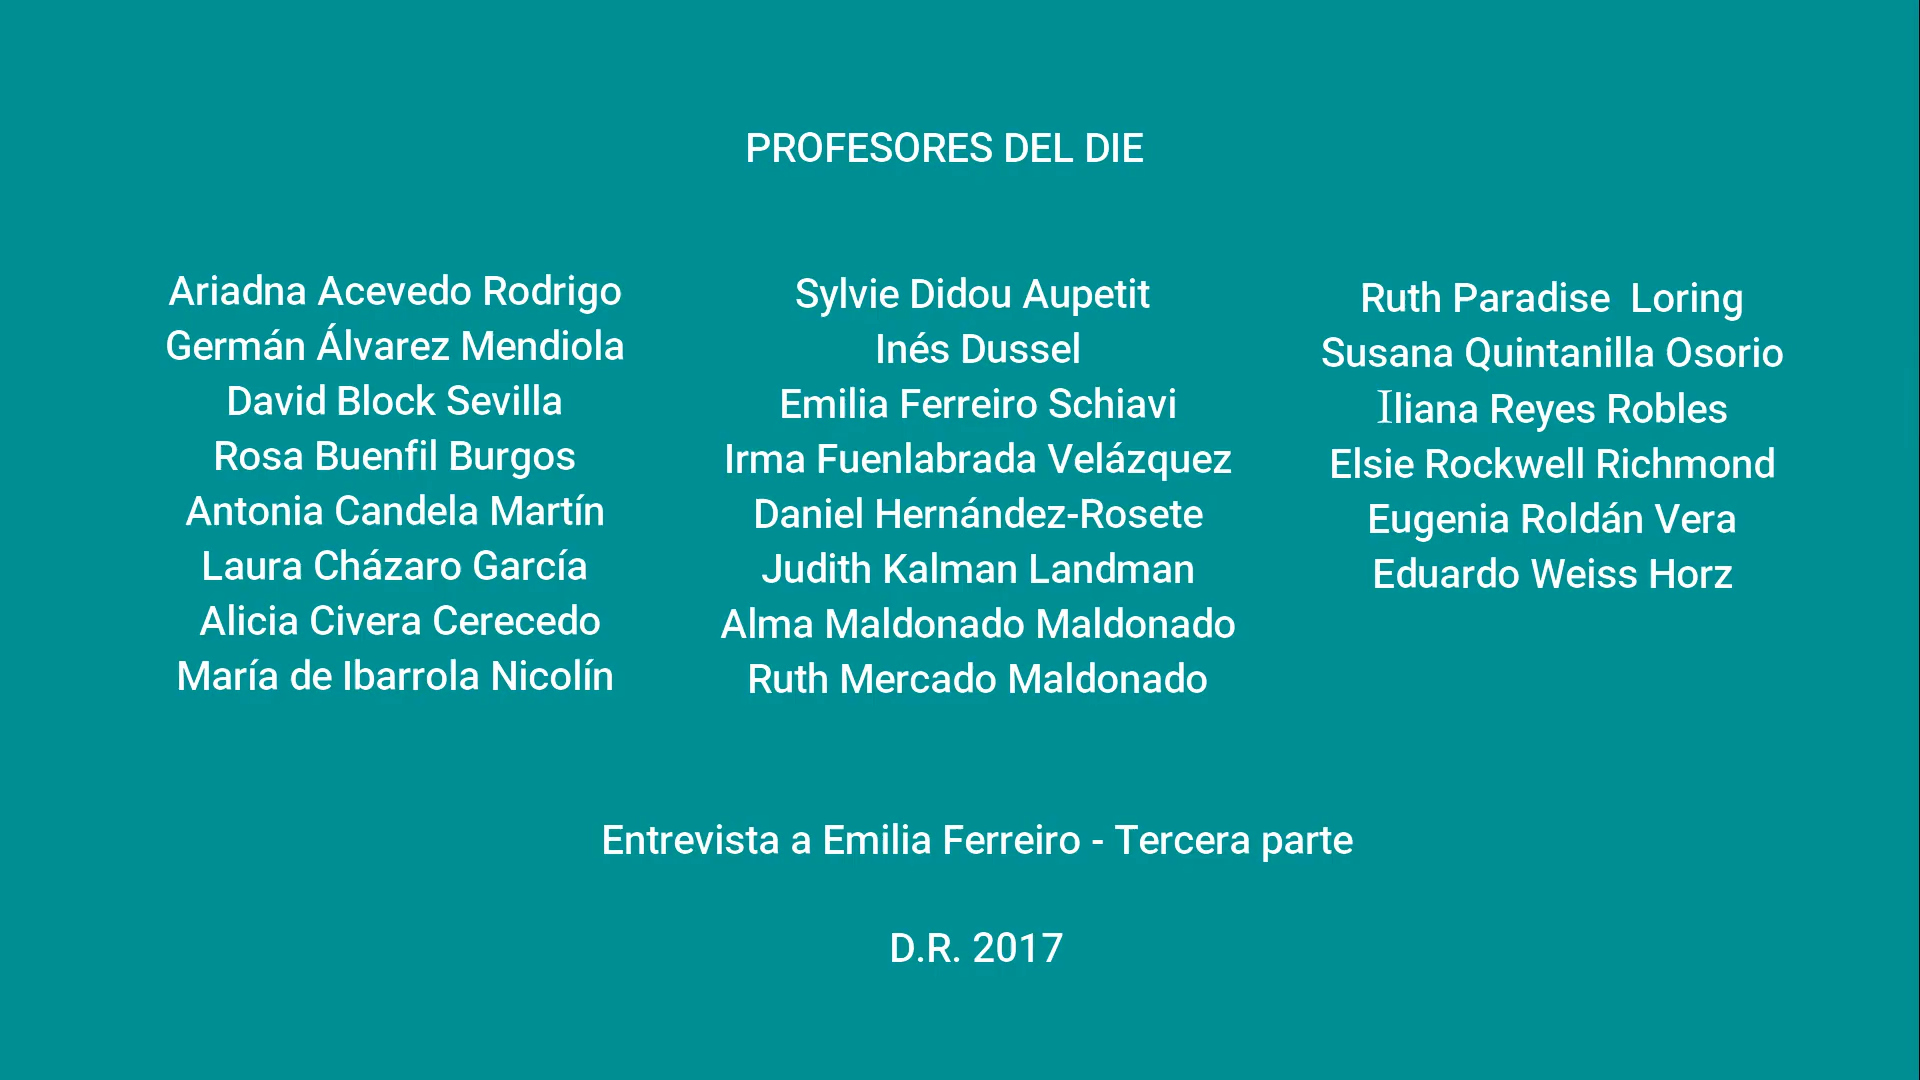 PROFESORES DEL DIE
Ariadna Acevedo Rodrigo
Germán Álvarez Mendiola
David Block Sevilla
Rosa Buenfil Burgos
Antonia Candela Martín
Laura Cházaro García
Alicia Civera Cerecedo
María de Ibarrola Nicolín
Sylvie Didou Aupetit
Inés Dussel
Emilia Ferreiro Schiavi
Irma Fuenlabrada Velázquez
Daniel Hernández-Rosete
Judith Kalman Landman
Alma Maldonado Maldonado
Ruth Mercado Maldonado
Ruth Paradise  Loring
Susana Quintanilla Osorio
Iliana Reyes Robles
Elsie Rockwell Richmond
Eugenia Roldán Vera
Eduardo Weiss Horz
Entrevista a Emilia Ferreiro - Tercera parte
D.R. 2017